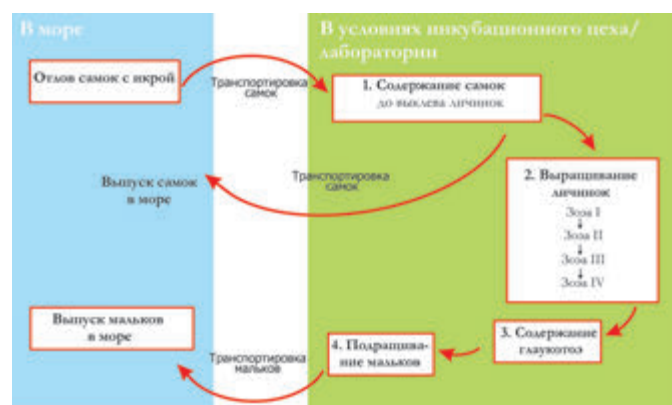 В море
В условиях инкубационного цеха/
лаборатории
Отлов самок с икрой
Транспортировка
самок
1. Содержание самок
до выклева личинок
Транспортировка
самок
Выпуск самок
в море
2. Выращивание
личинок
Зоэа I
↓
Зоэа II
↓
Зоэа III
↓
Зоэа IV
3. Содержание
глаукотоэ
4. Подращива-
ние мальков
Транспортировка
мальков
Выпуск мальков
в море